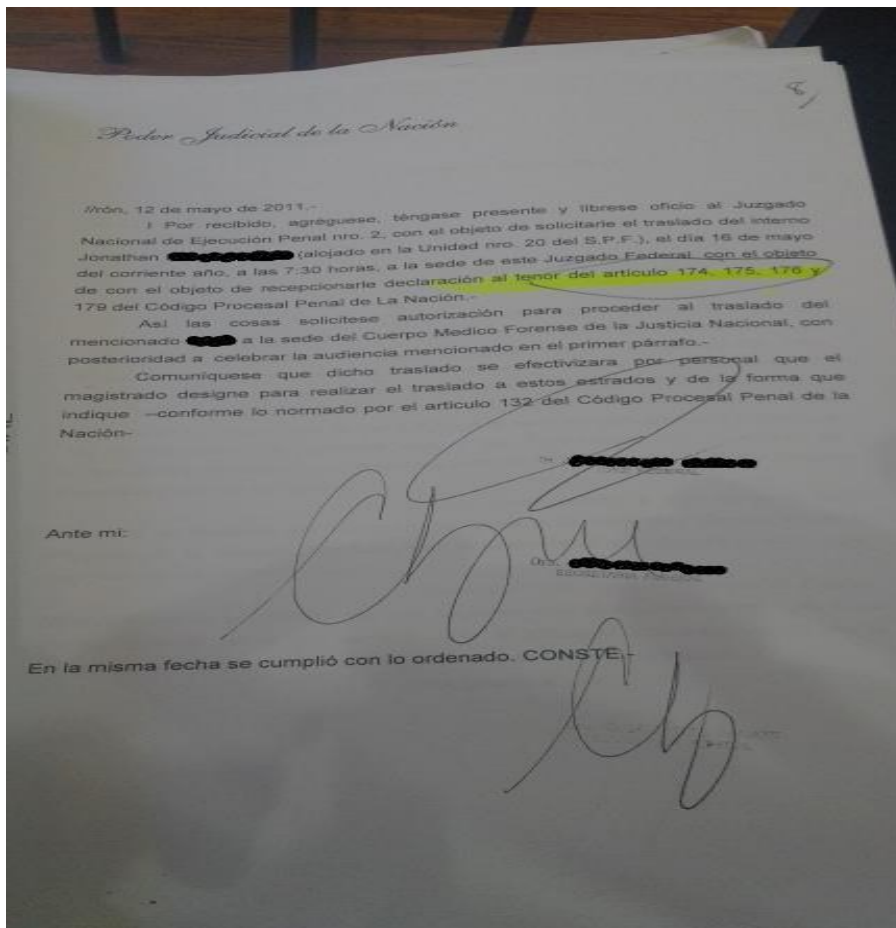 8
Poder Judicial de la Nación
//rón, 12 de mayo de 2011.-
I Por recibido, agréguese, téngase presente y líbrese oficio al Juzgado
Nacional de Ejecución Penal nro. 2, con el objeto de solicitarle el traslado del interno
Jonathan (alojado en la Unidad nro. 20 del S.P.F.), el día 16 de mayo
del corriente año, a las 7:30 horas, a la sede de este Juzgado Federal, con el objeto
de con el objeto de recepcionarle declaración al tenor del artículo 174, 175, 176 y
179 del Código Procesal Penal de La Nación.-
Así las cosas solicítese autorización para proceder al traslado del
mencionado a la sede del Cuerpo Medico Forense de la Justicia Nacional, con
posterioridad a celebrar la audiencia mencionado en el primer párrafo.-
Comuníquese que dicho traslado se efectivizara por personal que el
magistrado designe para realizar el traslado a estos estrados y de la forma que
indique –conforme lo normado por el articulo 132 del Código Procesal Penal de la
Nación-
Ante mi:
En la misma fecha se cumplió con lo ordenado. CONSTE.-